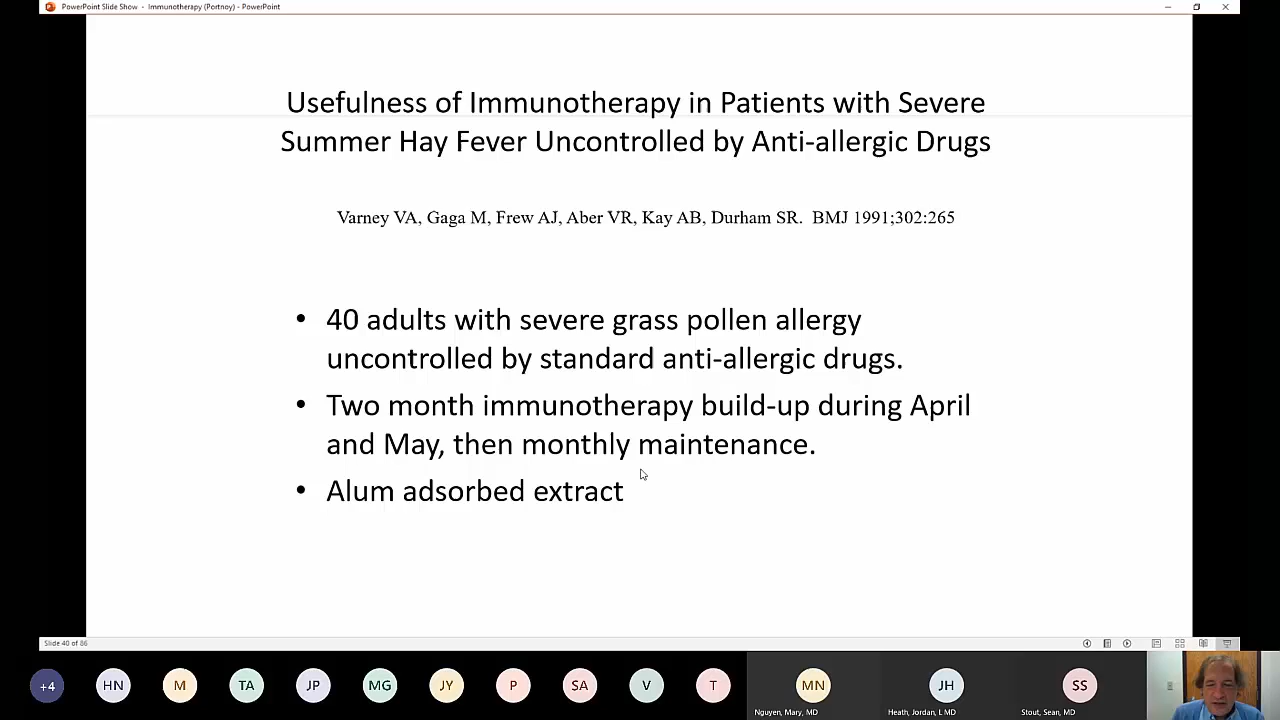 PowerPoint Slide Show - Immunotherapy (Portnoy) - PowerPoint
Usefulness of Immunotherapy in Patients with Severe
Summer Hay Fever Uncontrolled by Anti-allergic Drugs
Varney VA, Gaga M, Frew AJ, Aber VR, Kay AB, Durham SR. BMJ 1991;302:265
• 40 adults with severe grass pollen allergy
uncontrolled by standard anti-allergic drugs.
• Two month immunotherapy build-up during April
and May, then monthly maintenance.
• Alum adsorbed extract
Slide 40 of 86
+4 HN M TA JP MG JY P SA V T MN JH SS
Nguyen, Mary, MD Heath, Jordan, L MD Stout, Sean, MD